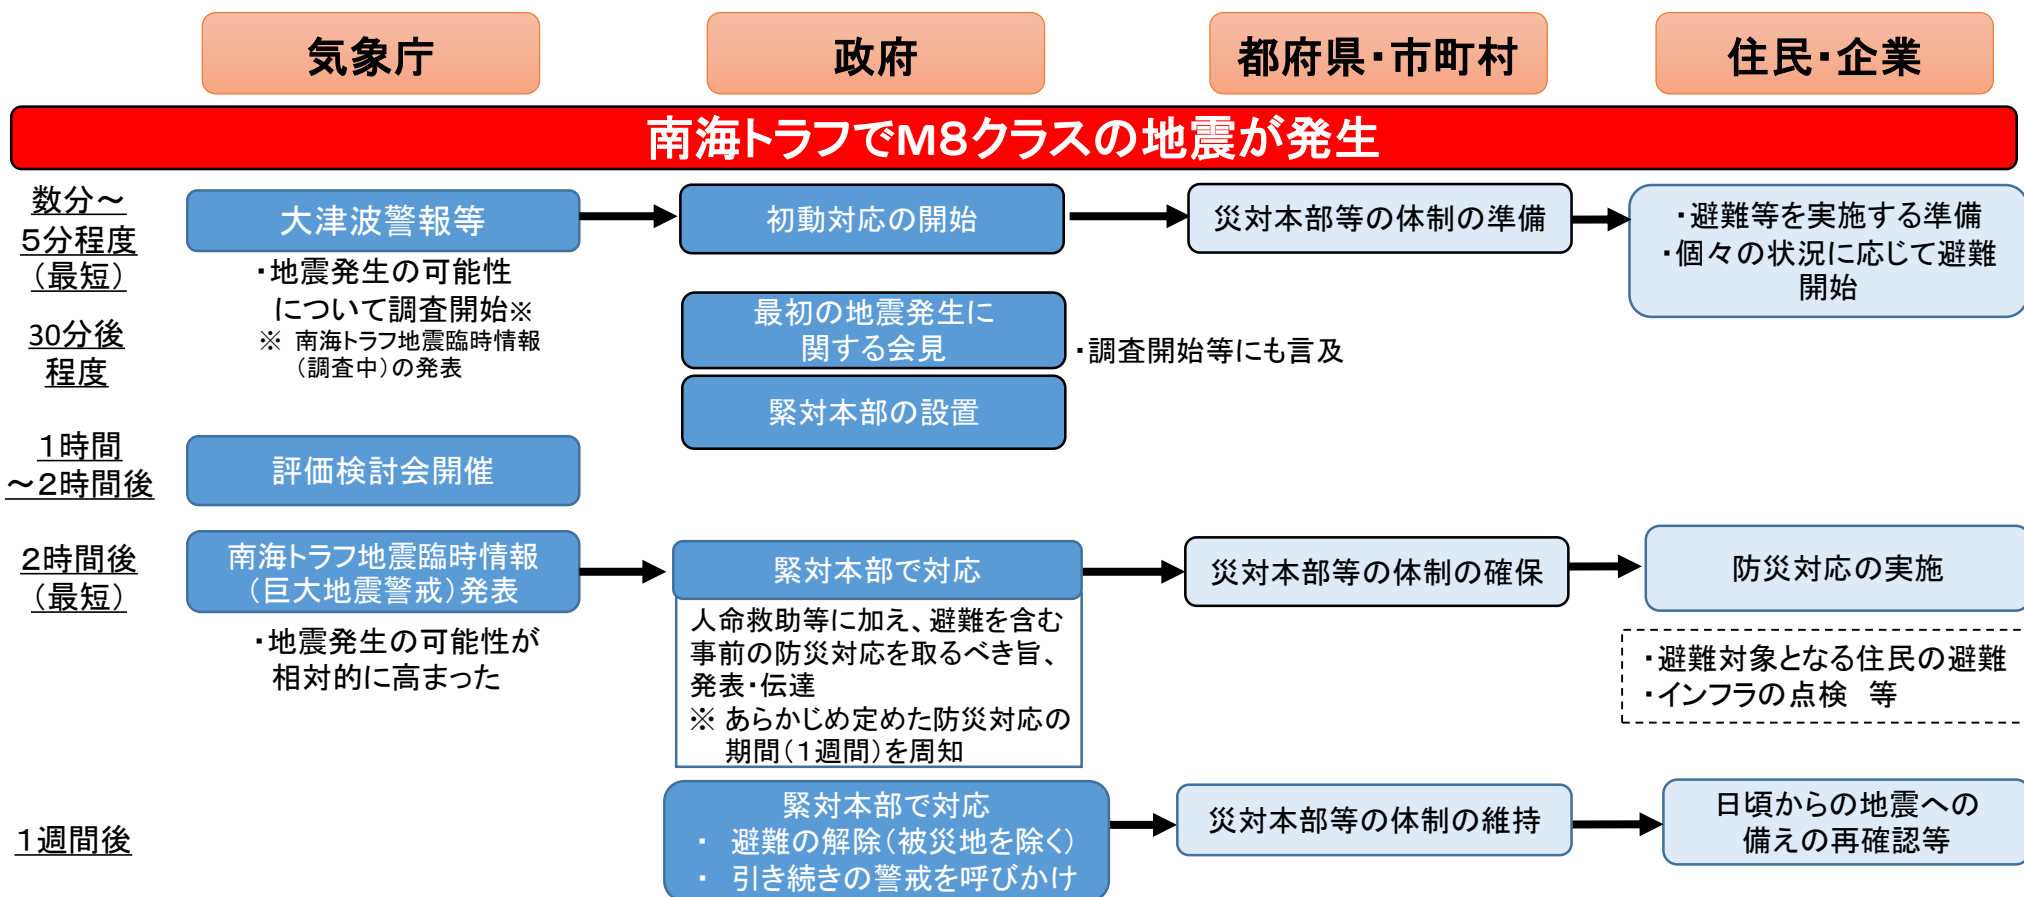 気象庁
政府
都府県・市町村
住民・企業
南海トラフでM8クラスの地震が発生
数分～
5分程度
（最短）
大津波警報等
・地震発生の可能性
について調査開始※
※ 南海トラフ地震臨時情報
（調査中）の発表
初動対応の開始
災対本部等の体制の準備
・避難等を実施する準備
・個々の状況に応じて避難
開始
30分後
程度
最初の地震発生に
関する会見
・調査開始等にも言及
緊対本部の設置
1時間
～2時間後
評価検討会開催
2時間後
（最短）
南海トラフ地震臨時情報
（巨大地震警戒）発表
・地震発生の可能性が
相対的に高まった
緊対本部で対応
人命救助等に加え、避難を含む
事前の防災対応を取るべき旨、
発表・伝達
※ あらかじめ定めた防災対応の
期間（1週間）を周知
災対本部等の体制の確保
防災対応の実施
・避難対象となる住民の避難
・インフラの点検 等
1週間後
緊対本部で対応
・ 避難の解除（被災地を除く）
・ 引き続きの警戒を呼びかけ
災対本部等の体制の維持
日頃からの地震への
備えの再確認等